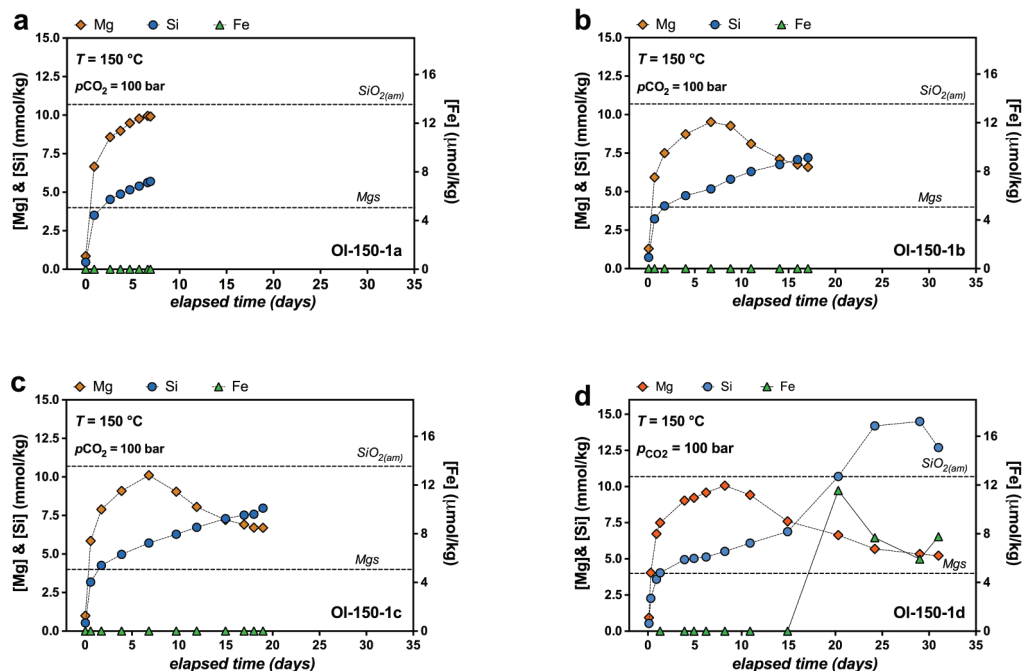 a
Mg Si Fe
T = 150 °C
pCO2 = 100 bar
SiO2(am)
Mgs
Ol-150-1a
[Mg] & [Si] (mmol/kg)
15.0
12.5
10.0
7.5
5.0
2.5
0.0
[Fe] (µmol/kg)
16
12
8
4
0
0 5 10 15 20 25 30 35
elapsed time (days)
b
Mg Si Fe
T = 150 °C
pCO2 = 100 bar
SiO2(am)
Mgs
Ol-150-1b
[Mg] & [Si] (mmol/kg)
15.0
12.5
10.0
7.5
5.0
2.5
0.0
[Fe] (µmol/kg)
16
12
8
4
0
0 5 10 15 20 25 30 35
elapsed time (days)
c
Mg Si Fe
T = 150 °C
pCO2 = 100 bar
SiO2(am)
Mgs
Ol-150-1c
[Mg] & [Si] (mmol/kg)
15.0
12.5
10.0
7.5
5.0
2.5
0.0
[Fe] (µmol/kg)
16
12
8
4
0
0 5 10 15 20 25 30 35
elapsed time (days)
d
Mg Si Fe
T = 150 °C
pCO2 = 100 bar
SiO2(am)
Mgs
Ol-150-1d
[Mg]& [Si] (mmol/kg)
15.0
12.5
10.0
7.5
5.0
2.5
0.0
[Fe] (µmol/kg)
16
12
8
4
0
0 5 10 15 20 25 30 35
elapsed time (days)